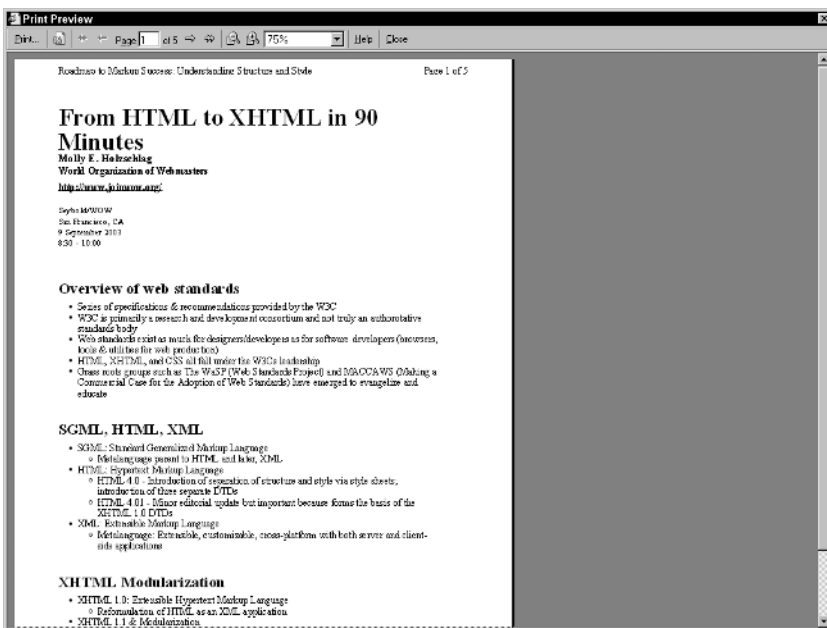 Print Preview
Print... Page 1 of 5 75% Help Close
Roadmap to Markup Success: Understanding Structure and Style Page 1 of 5
From HTML to XHTML in 90
Minutes
Molly E. Holzschlag
World Organization of Webmasters
http://www.joinwow.org/
Seybold/WOW
San Francisco, CA
9 September 2003
8:30 - 10:00
Overview of web standards
• Series of specifications & recommendations provided by the W3C
• W3C is primarily a research and development consortium and not truly an authorotative
standards body
• Web standards exist as much for designers/developers as for software developers (browsers,
tools & utilities for web production)
• HTML, XHTML, and CSS all fall under the W3Cs leadership
• Grass roots groups such as The WaSP (Web Standards Project) and MACCAWS (Making a
Commercial Case for the Adoption of Web Standards) have emerged to evangelize and
educate
SGML, HTML, XML
• SGML: Standard Generalized Markup Language
◦ Metalanguage parent to HTML and later, XML
• HTML: Hypertext Markup Language
◦ HTML 4.0 - Introduction of separation of structure and style via style sheets,
introduction of three separate DTDs
◦ HTML 4.01 - Minor editorial update but important because forms the basis of the
XHTML 1.0 DTDs
• XML: Extensible Markup Language
◦ Metalanguage: Extensible, customizable, cross-platform with both server and client-
side applications
XHTML Modularization
• XHTML 1.0: Extensible Hypertext Markup Language
◦ Reformulation of HTML as an XML application
• XHTML 1.1 & Modularization